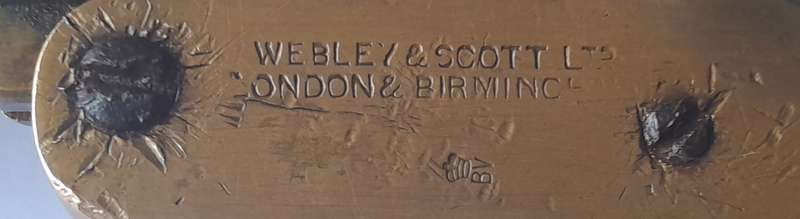 WEBLEY & SCOTT LTD
LONDON & BIRMING
BV